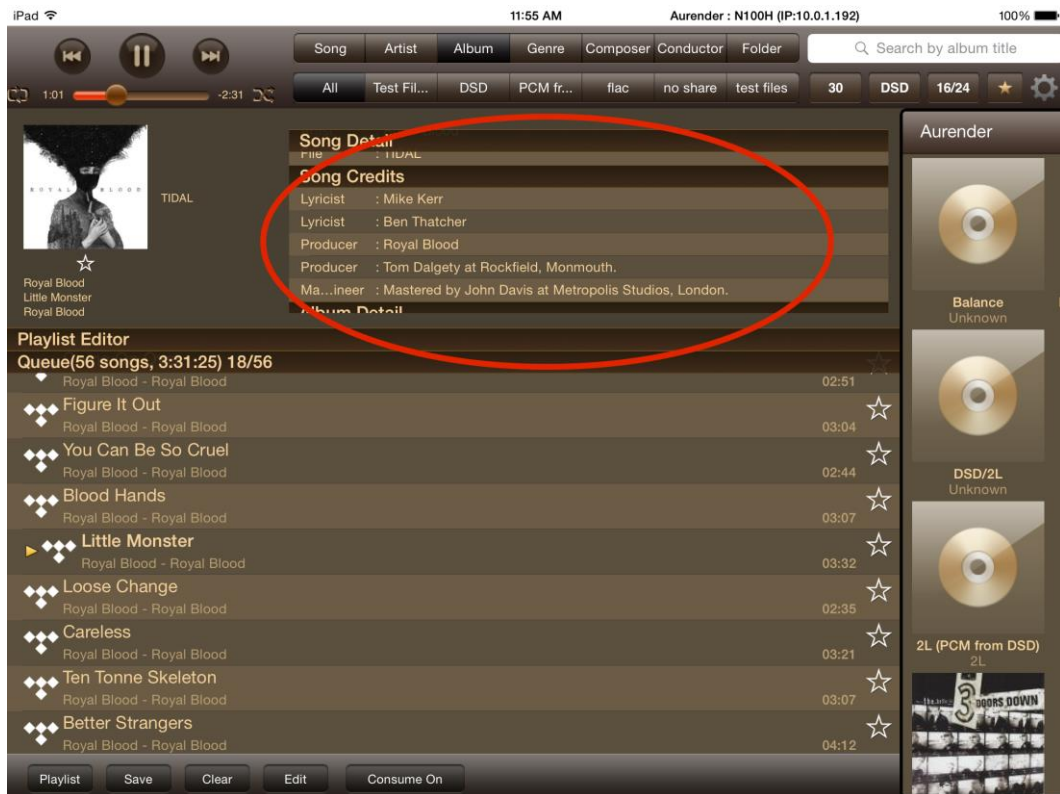 iPad 11:55 AM Aurender : N100H (IP:10.0.1.192) 100%
Song Artist Album Genre Composer Conductor Folder Search by album title
1:01 -2:31 All Test Fil... DSD PCM fr... flac no share test files 30 DSD 16/24
Aurender
ROYAL BLOOD
TIDAL
Royal Blood
Little Monster
Royal Blood
Song Detail
File : TIDAL
Song Credits
Lyricist : Mike Kerr
Lyricist : Ben Thatcher
Producer : Royal Blood
Producer : Tom Dalgety at Rockfield, Monmouth.
Ma...ineer : Mastered by John Davis at Metropolis Studios, London.
Album Detail
Playlist Editor
Queue(56 songs, 3:31:25) 18/56
Royal Blood - Royal Blood 02:51
Figure It Out
Royal Blood - Royal Blood 03:04
You Can Be So Cruel
Royal Blood - Royal Blood 02:44
Blood Hands
Royal Blood - Royal Blood 03:07
Little Monster
Royal Blood - Royal Blood 03:32
Loose Change
Royal Blood - Royal Blood 02:35
Careless
Royal Blood - Royal Blood 03:21
Ten Tonne Skeleton
Royal Blood - Royal Blood 03:07
Better Strangers
Royal Blood - Royal Blood 04:12
Playlist Save Clear Edit Consume On
Balance
Unknown
DSD/2L
Unknown
2L (PCM from DSD)
2L
3 DOORS DOWN